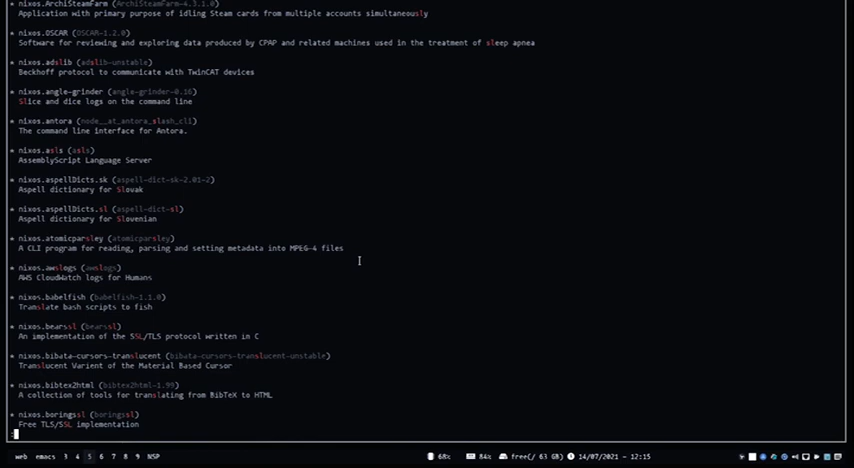 * nixos.ArchiSteamFarm (ArchiSteamFarm-4.3.1.0)
Application with primary purpose of idling Steam cards from multiple accounts simultaneously
* nixos.OSCAR (OSCAR-1.2.0)
Software for reviewing and exploring data produced by CPAP and related machines used in the treatment of sleep apnea
* nixos.adslib (adslib-unstable)
Beckhoff protocol to communicate with TwinCAT devices
* nixos.angle-grinder (angle-grinder-0.16)
Slice and dice logs on the command line
* nixos.antora (node__at_antora_slash_cli)
The command line interface for Antora.
* nixos.asls (asls)
AssemblyScript Language Server
* nixos.aspellDicts.sk (aspell-dict-sk-2.01-2)
Aspell dictionary for Slovak
* nixos.aspellDicts.sl (aspell-dict-sl)
Aspell dictionary for Slovenian
* nixos.atomicparsley (atomicparsley)
A CLI program for reading, parsing and setting metadata into MPEG-4 files
* nixos.awslogs (awslogs)
AWS CloudWatch logs for Humans
* nixos.babelfish (babelfish-1.1.0)
Translate bash scripts to fish
* nixos.bearssl (bearssl)
An implementation of the SSL/TLS protocol written in C
* nixos.bibata-cursors-translucent (bibata-cursors-translucent-unstable)
Translucent Varient of the Material Based Cursor
* nixos.bibtex2html (bibtex2html-1.99)
A collection of tools for translating from BibTeX to HTML
* nixos.boringssl (boringssl)
Free TLS/SSL implementation
:
web emacs 3 4 5 6 7 8 9 NSP 68% 84% free(/ 63 GB) 14/07/2021 - 12:15